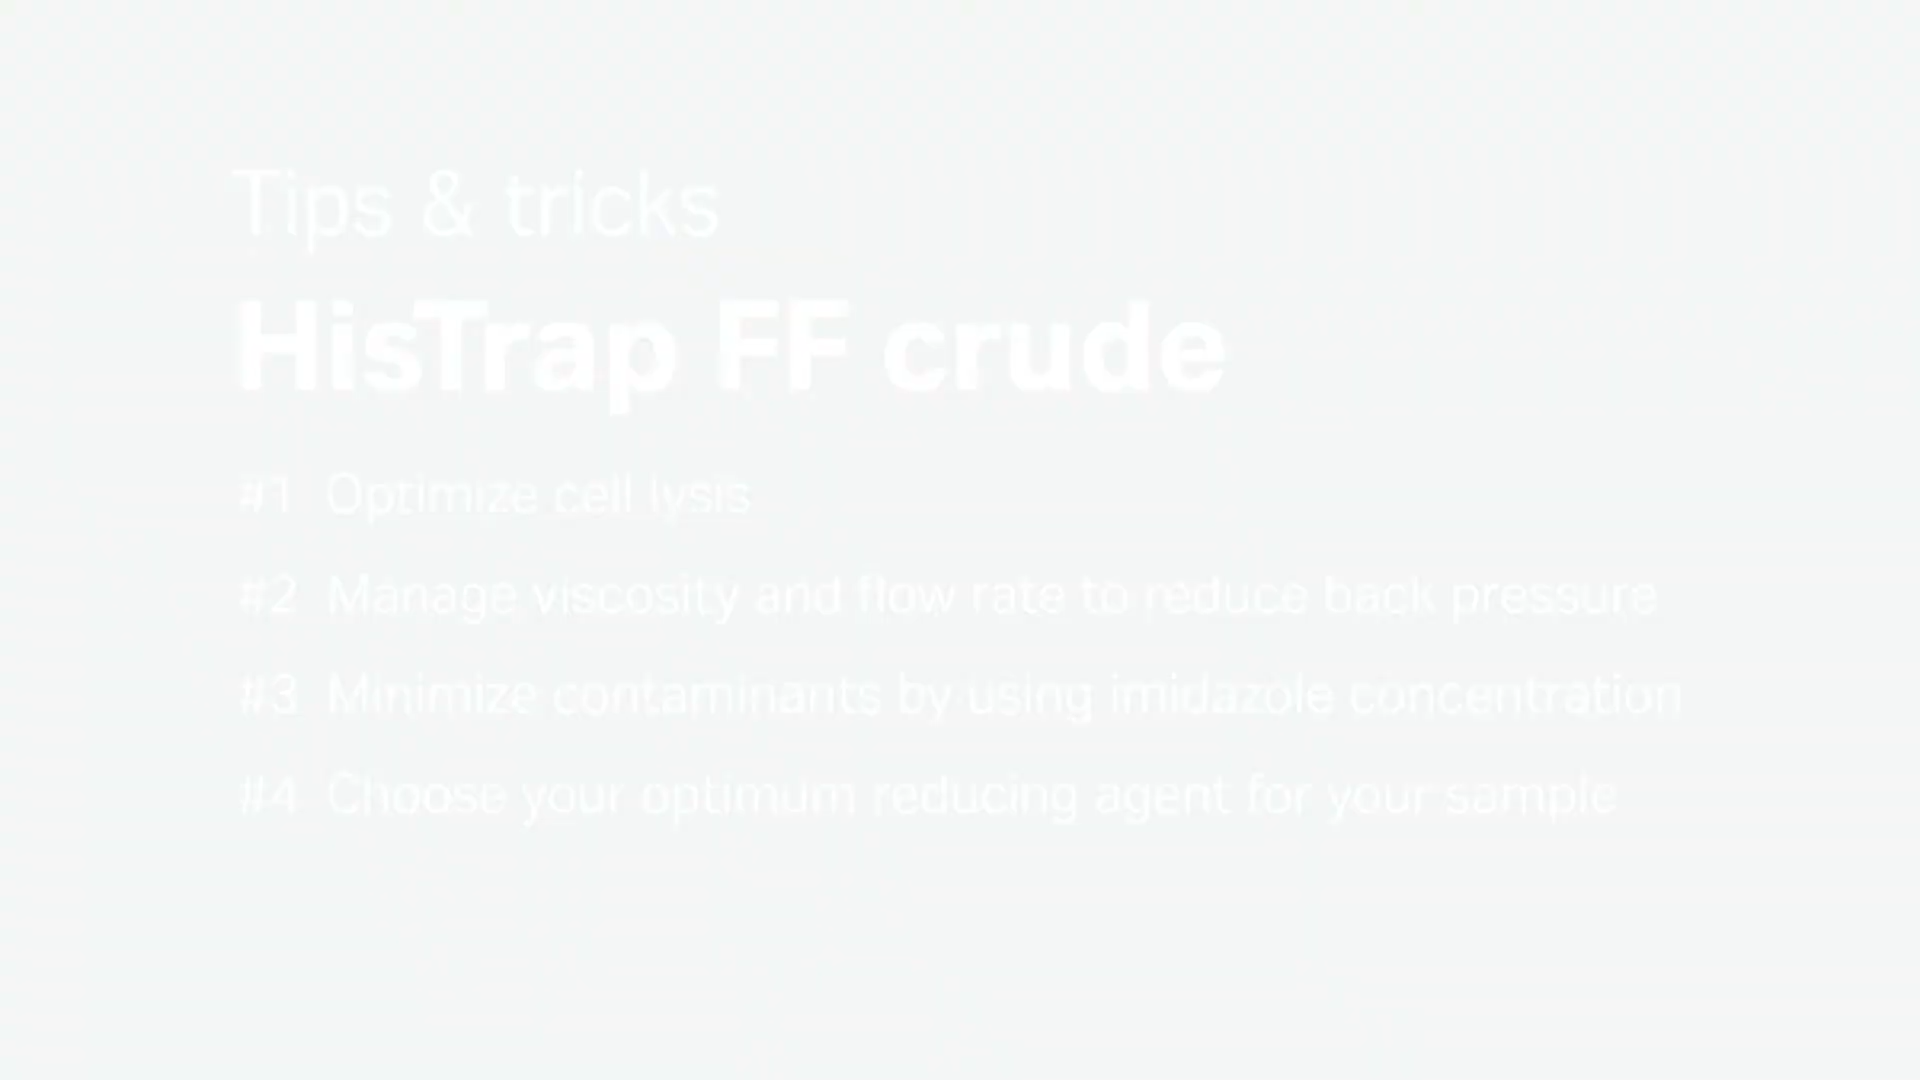 Tips & tricks
HisTrap FF crude
#1 Optimize cell lysis
#2 Manage viscosity and flow rate to reduce back pressure
#3 Minimize contaminants by using imidazole concentration
#4 Choose your optimum reducing agent for your sample